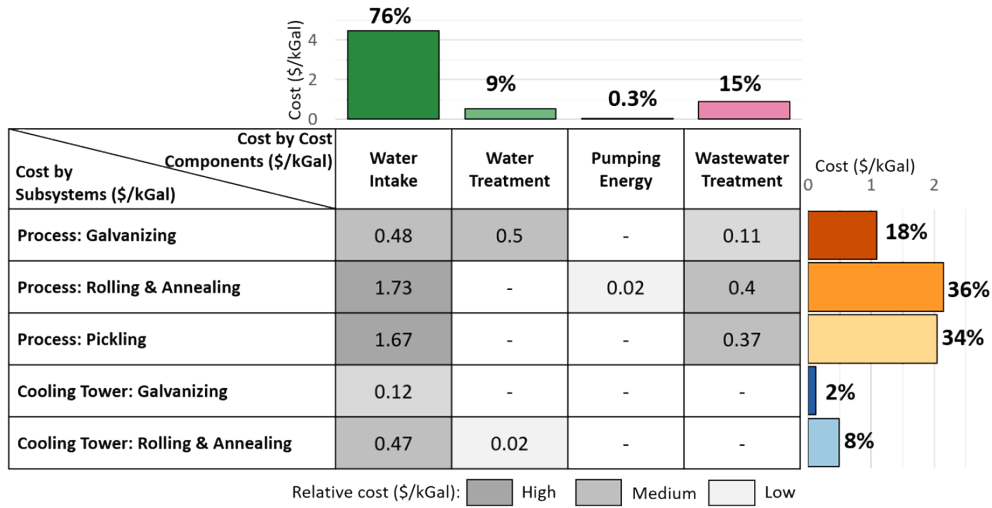 76%
9%
0.3%
15%
Cost ($/kGal)
4
2
0
Cost by Cost
Components ($/kGal)
Cost by
Subsystems ($/kGal)
Water
Intake
Water
Treatment
Pumping
Energy
Wastewater
Treatment
Cost ($/kGal)
0 1 2
Process: Galvanizing 0.48 0.5 - 0.11 18%
Process: Rolling & Annealing 1.73 - 0.02 0.4 36%
Process: Pickling 1.67 - - 0.37 34%
Cooling Tower: Galvanizing 0.12 - - - 2%
Cooling Tower: Rolling & Annealing 0.47 0.02 - - 8%
Relative cost ($/kGal): High Medium Low